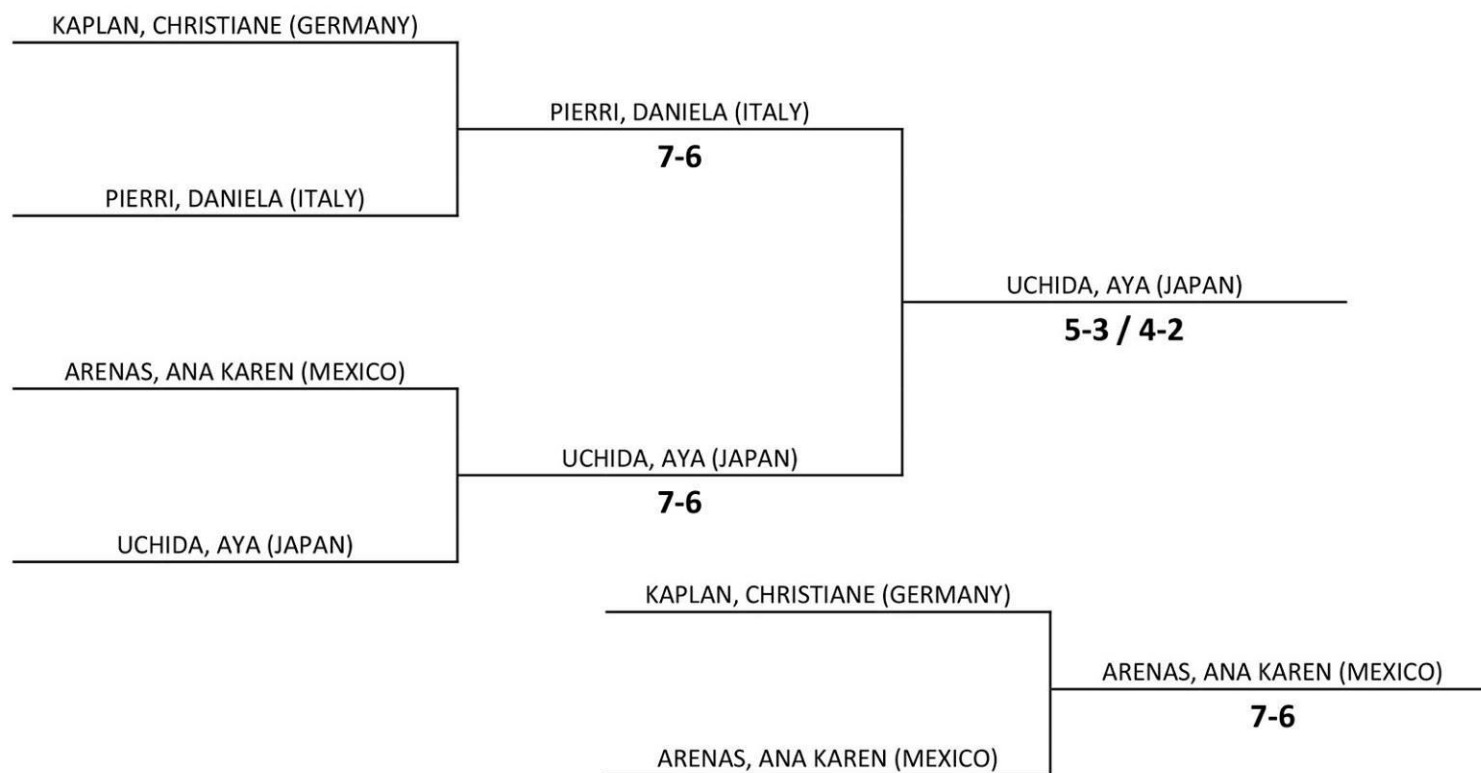 KAPLAN, CHRISTIANE (GERMANY)
PIERRI, DANIELA (ITALY)
7-6
PIERRI, DANIELA (ITALY)
UCHIDA, AYA (JAPAN)
5-3 / 4-2
ARENAS, ANA KAREN (MEXICO)
UCHIDA, AYA (JAPAN)
7-6
UCHIDA, AYA (JAPAN)
KAPLAN, CHRISTIANE (GERMANY)
ARENAS, ANA KAREN (MEXICO)
7-6
ARENAS, ANA KAREN (MEXICO)